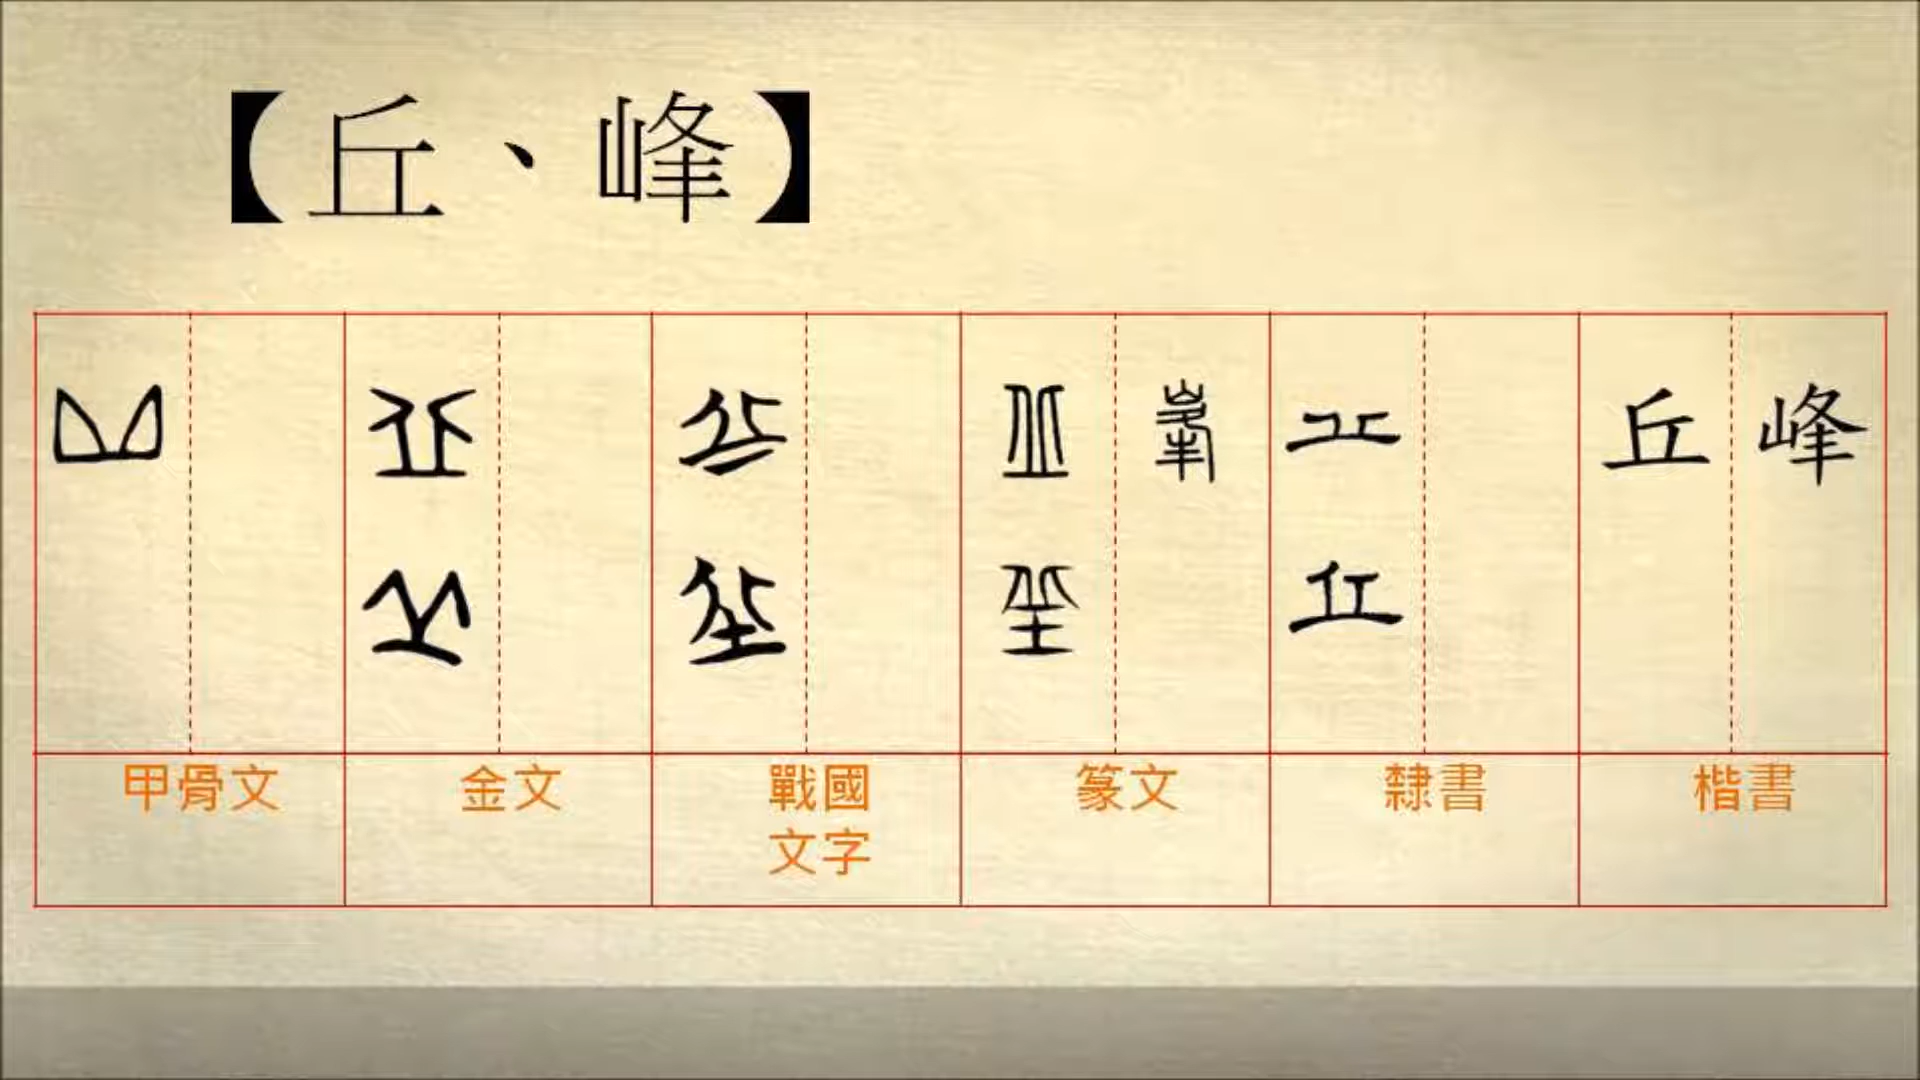 【丘、峰】
丘 峰
甲骨文 金文 戰國文字 篆文 隸書 楷書